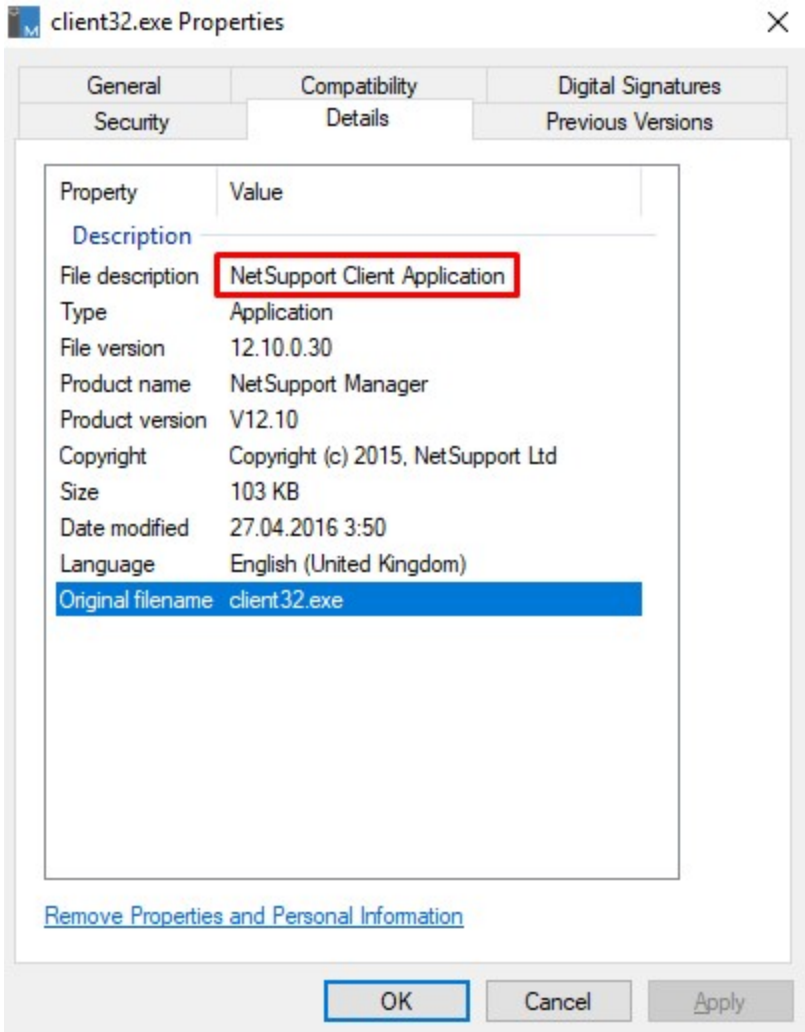 client32.exe Properties
General Compatibility Digital Signatures
Security Details Previous Versions
Property Value
Description
File description NetSupport Client Application
Type Application
File version 12.10.0.30
Product name NetSupport Manager
Product version V12.10
Copyright Copyright (c) 2015, NetSupport Ltd
Size 103 KB
Date modified 27.04.2016 3:50
Language English (United Kingdom)
Original filename client32.exe
Remove Properties and Personal Information
OK Cancel Apply